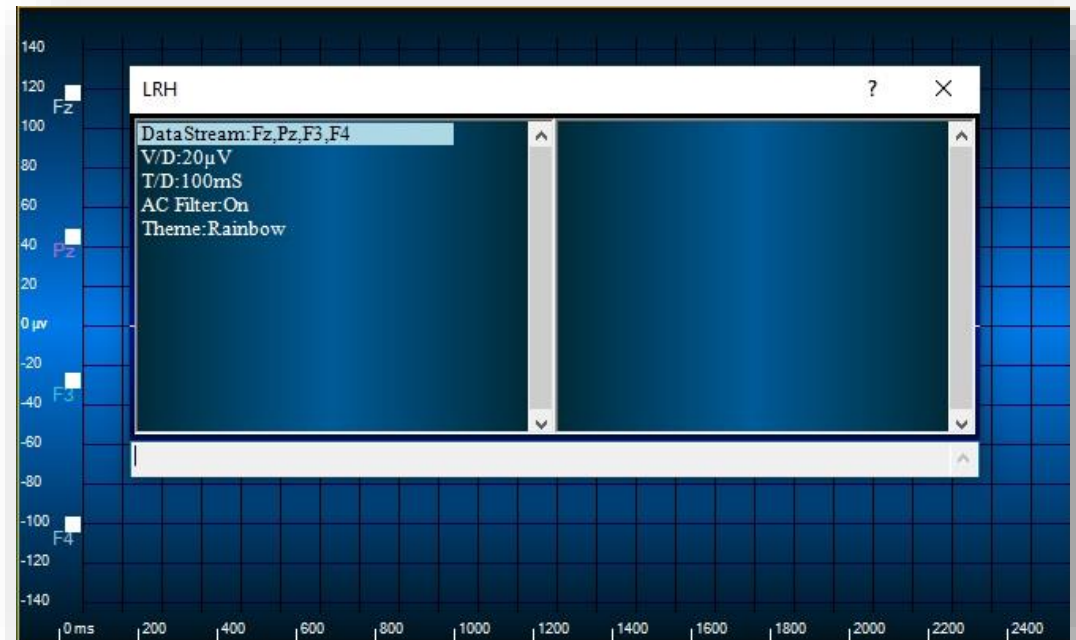 140
120
Fz
100
80
60
40
Pz
20
0 µv
-20
F3
-40
-60
-80
-100
F4
-120
-140
LRH
?
DataStream:Fz,Pz,F3,F4
V/D:20µV
T/D:100mS
AC Filter:On
Theme:Rainbow
0 ms 200 400 600 800 1000 1200 1400 1600 1800 2000 2200 2400